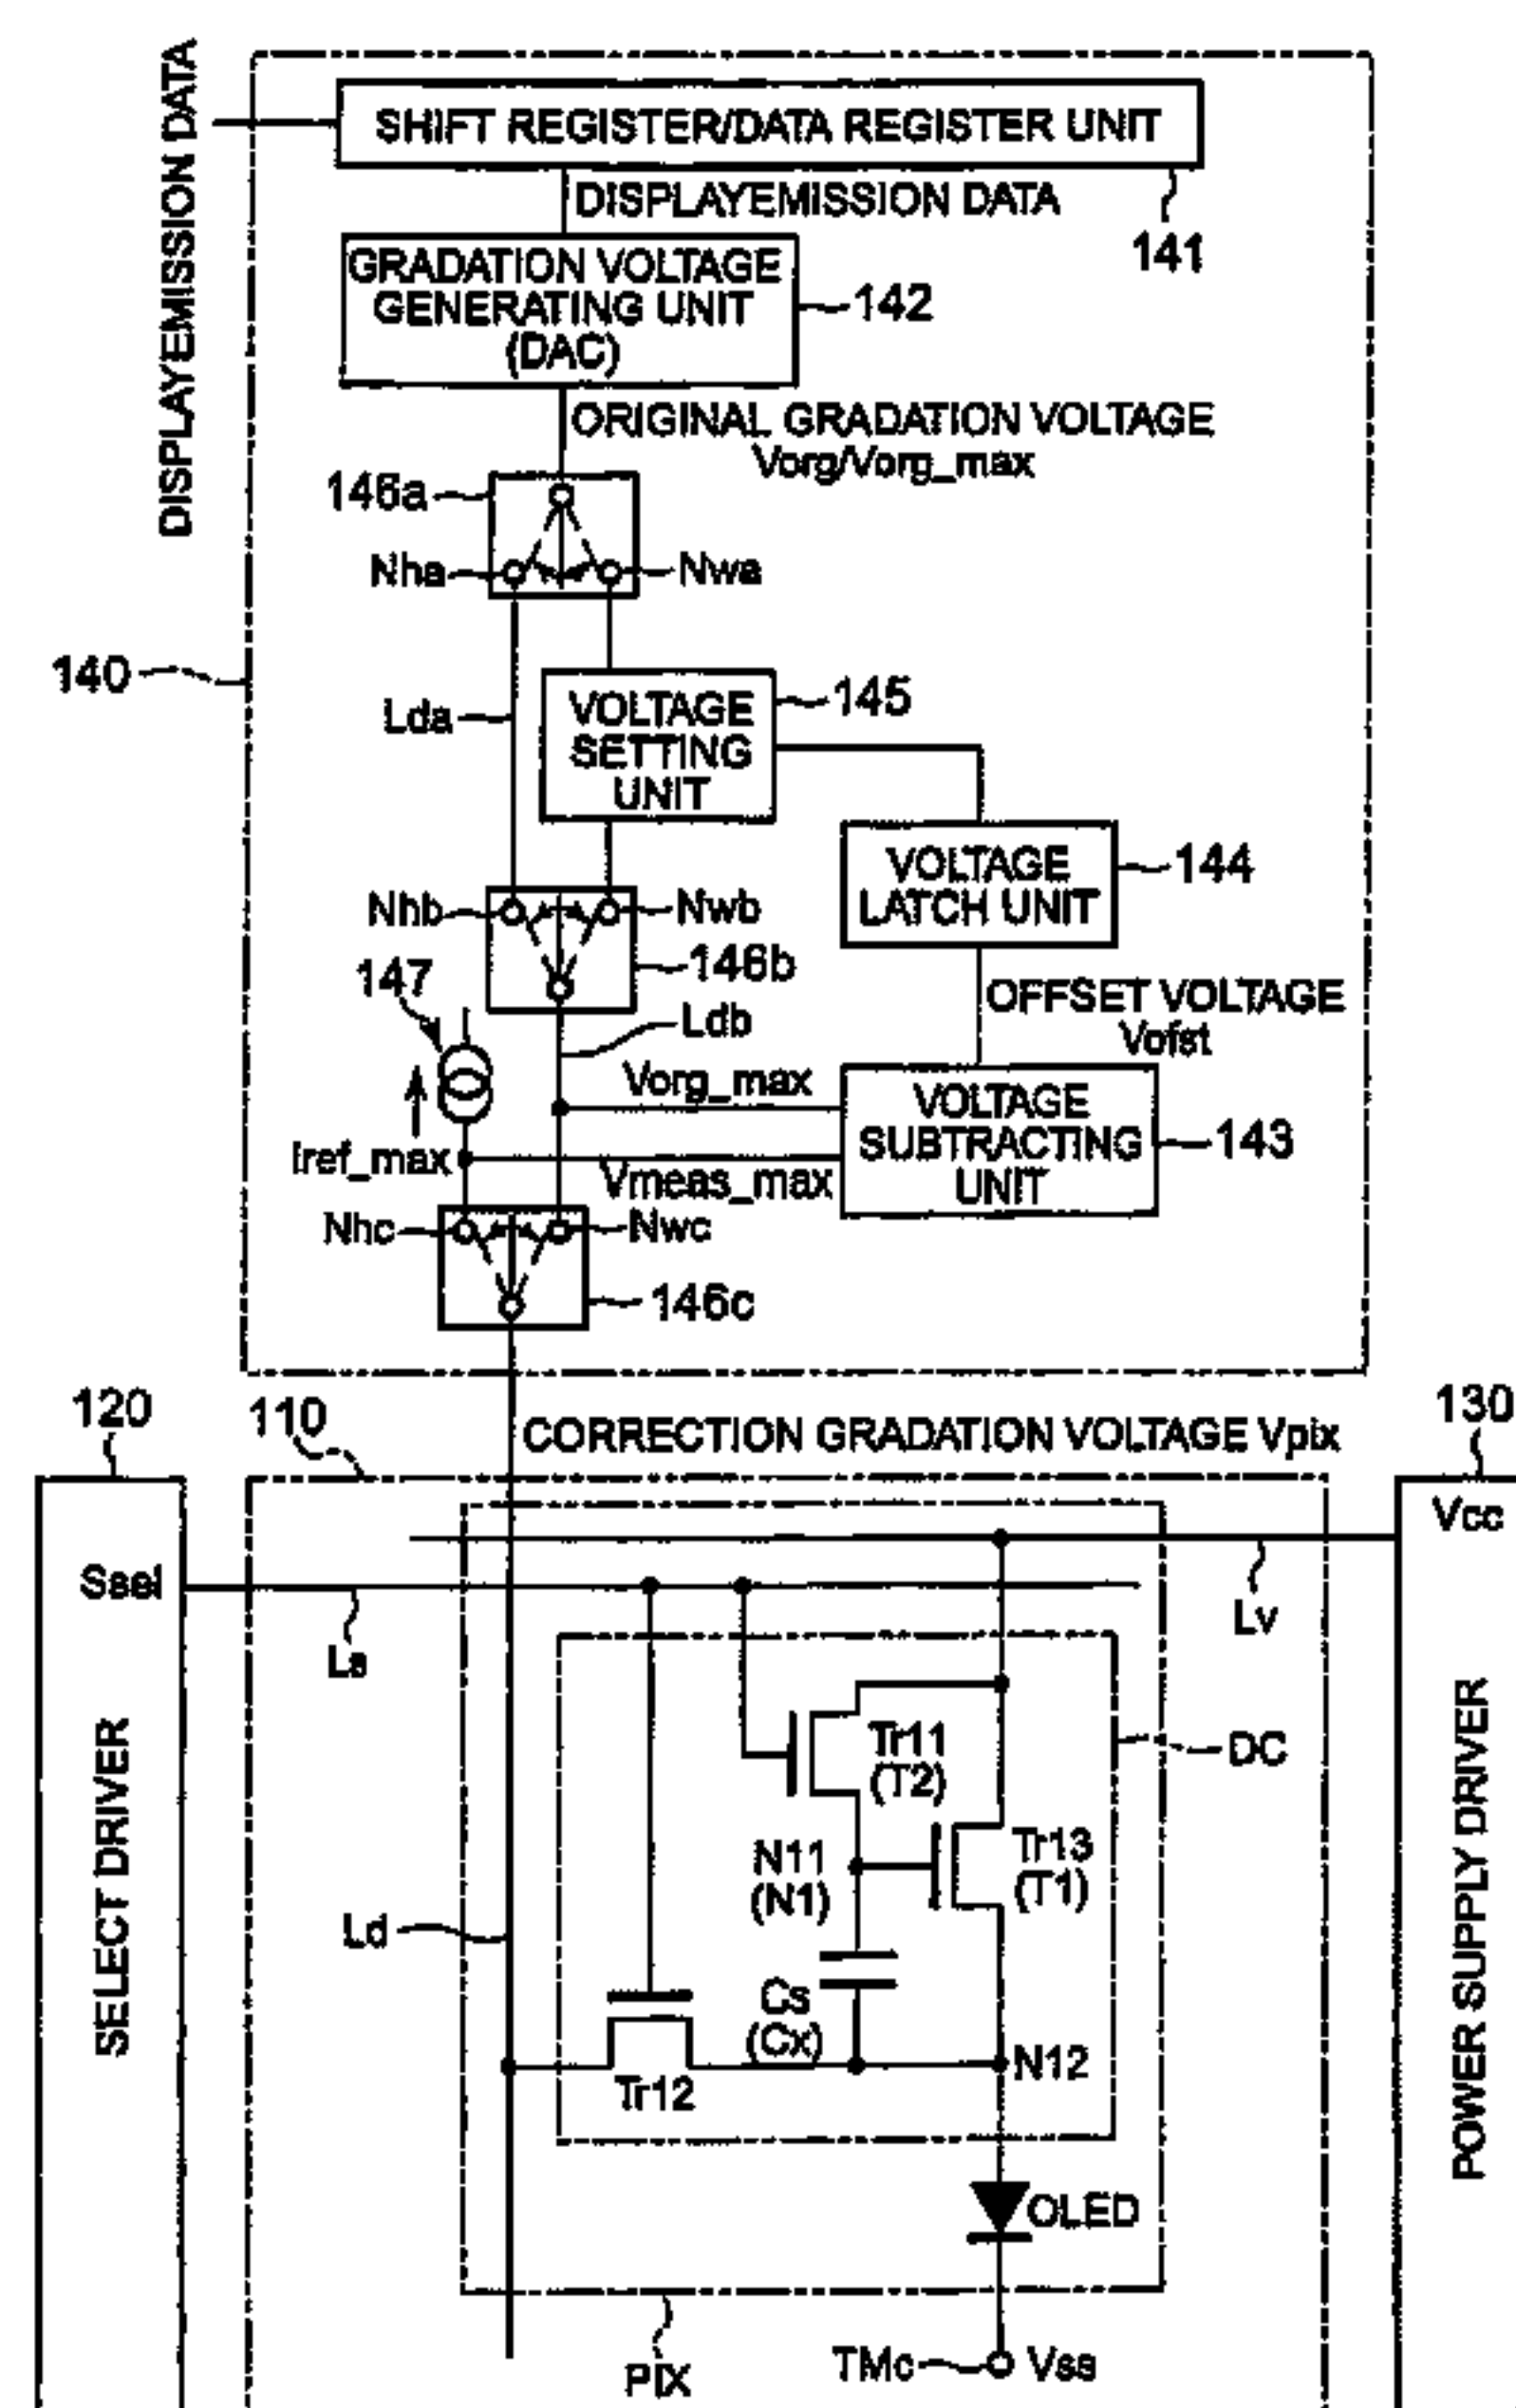 DISPLAYEMISSION DATA
SHIFT REGISTER/DATA REGISTER UNIT
141
DISPLAYEMISSION DATA
GRADATION VOLTAGE
GENERATING UNIT
(DAC)
142
ORIGINAL GRADATION VOLTAGE
Vorg/Vorg_max
146a
Nha
Nwa
140
Lda
VOLTAGE
SETTING
UNIT
145
VOLTAGE
LATCH UNIT
144
Nhb
Nwb
146b
147
Ldb
OFFSET VOLTAGE
Vofst
Vorg_max
VOLTAGE
SUBTRACTING
UNIT
143
Iref_max
Vmeas_max
Nhc
Nwc
146c
120
110
CORRECTION GRADATION VOLTAGE Vpix
130
Vcc
Ssel
Ls
Lv
SELECT DRIVER
POWER SUPPLY DRIVER
Tr11
(T2)
DC
N11
(N1)
Tr13
(T1)
Ld
Cs
(Cx)
Tr12
N12
OLED
PIX
TMc
Vss